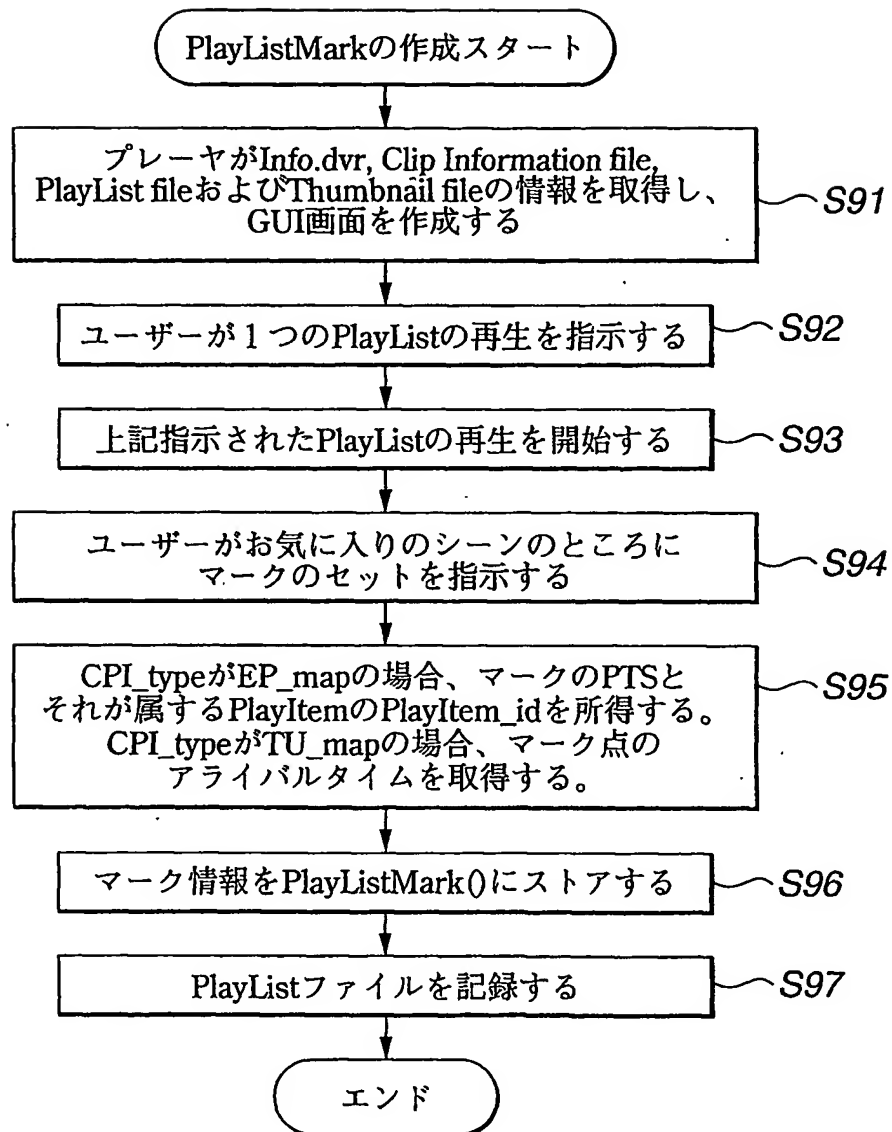 PlayListMarkの作成スタート
プレーヤがInfo.dvr, Clip Information file,
PlayList fileおよびThumbnail fileの情報を取得し、
GUI画面を作成する
S91
ユーザーが１つのPlayListの再生を指示する
S92
上記指示されたPlayListの再生を開始する
S93
ユーザーがお気に入りのシーンのところに
マークのセットを指示する
S94
CPI_typeがEP_mapの場合、マークのPTSと
それが属するPlayItemのPlayItem_idを所得する。
CPI_typeがTU_mapの場合、マーク点の
アライバルタイムを取得する。
S95
マーク情報をPlayListMark()にストアする
S96
PlayListファイルを記録する
S97
エンド